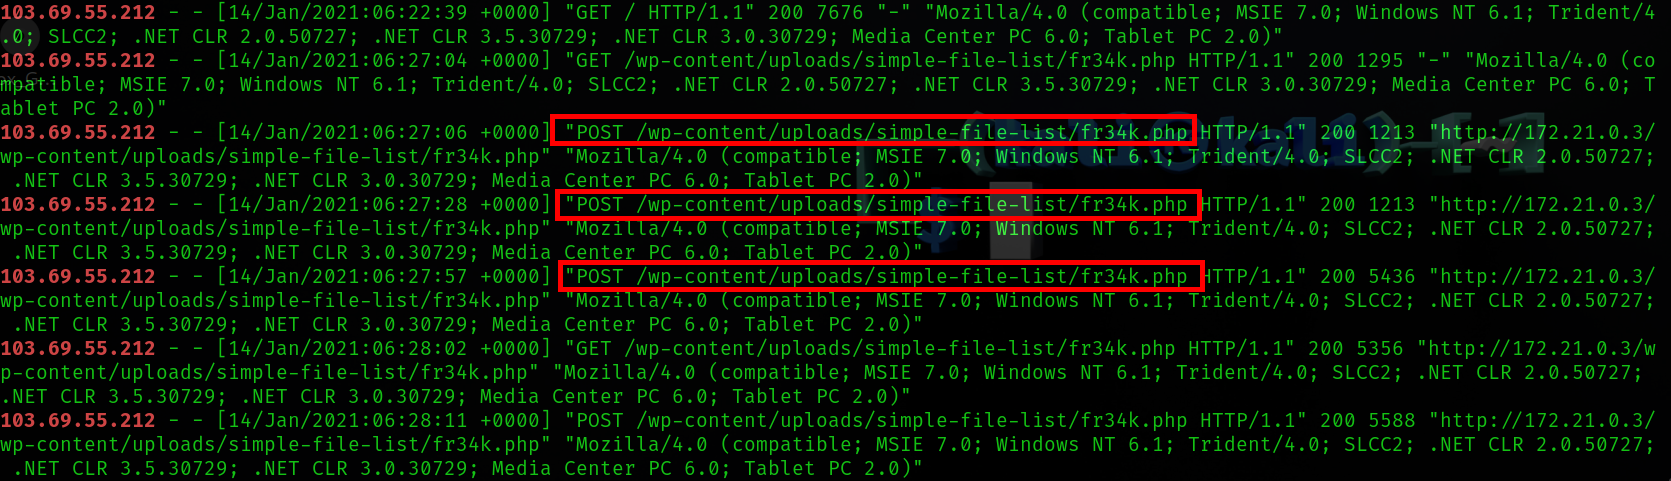 103.69.55.212 - - [14/Jan/2021:06:22:39 +0000] "GET / HTTP/1.1" 200 7676 "-" "Mozilla/4.0 (compatible; MSIE 7.0; Windows NT 6.1; Trident/4
.0; SLCC2; .NET CLR 2.0.50727; .NET CLR 3.5.30729; .NET CLR 3.0.30729; Media Center PC 6.0; Tablet PC 2.0)"
103.69.55.212 - - [14/Jan/2021:06:27:04 +0000] "GET /wp-content/uploads/simple-file-list/fr34k.php HTTP/1.1" 200 1295 "-" "Mozilla/4.0 (co
mpatible; MSIE 7.0; Windows NT 6.1; Trident/4.0; SLCC2; .NET CLR 2.0.50727; .NET CLR 3.5.30729; .NET CLR 3.0.30729; Media Center PC 6.0; T
ablet PC 2.0)"
103.69.55.212 - - [14/Jan/2021:06:27:06 +0000] "POST /wp-content/uploads/simple-file-list/fr34k.php HTTP/1.1" 200 1213 "http://172.21.0.3/
wp-content/uploads/simple-file-list/fr34k.php" "Mozilla/4.0 (compatible; MSIE 7.0; Windows NT 6.1; Trident/4.0; SLCC2; .NET CLR 2.0.50727;
 .NET CLR 3.5.30729; .NET CLR 3.0.30729; Media Center PC 6.0; Tablet PC 2.0)"
103.69.55.212 - - [14/Jan/2021:06:27:28 +0000] "POST /wp-content/uploads/simple-file-list/fr34k.php HTTP/1.1" 200 1213 "http://172.21.0.3/
wp-content/uploads/simple-file-list/fr34k.php" "Mozilla/4.0 (compatible; MSIE 7.0; Windows NT 6.1; Trident/4.0; SLCC2; .NET CLR 2.0.50727;
 .NET CLR 3.5.30729; .NET CLR 3.0.30729; Media Center PC 6.0; Tablet PC 2.0)"
103.69.55.212 - - [14/Jan/2021:06:27:57 +0000] "POST /wp-content/uploads/simple-file-list/fr34k.php HTTP/1.1" 200 5436 "http://172.21.0.3/
wp-content/uploads/simple-file-list/fr34k.php" "Mozilla/4.0 (compatible; MSIE 7.0; Windows NT 6.1; Trident/4.0; SLCC2; .NET CLR 2.0.50727;
 .NET CLR 3.5.30729; .NET CLR 3.0.30729; Media Center PC 6.0; Tablet PC 2.0)"
103.69.55.212 - - [14/Jan/2021:06:28:02 +0000] "GET /wp-content/uploads/simple-file-list/fr34k.php HTTP/1.1" 200 5356 "http://172.21.0.3/w
p-content/uploads/simple-file-list/fr34k.php" "Mozilla/4.0 (compatible; MSIE 7.0; Windows NT 6.1; Trident/4.0; SLCC2; .NET CLR 2.0.50727;
.NET CLR 3.5.30729; .NET CLR 3.0.30729; Media Center PC 6.0; Tablet PC 2.0)"
103.69.55.212 - - [14/Jan/2021:06:28:11 +0000] "POST /wp-content/uploads/simple-file-list/fr34k.php HTTP/1.1" 200 5588 "http://172.21.0.3/
wp-content/uploads/simple-file-list/fr34k.php" "Mozilla/4.0 (compatible; MSIE 7.0; Windows NT 6.1; Trident/4.0; SLCC2; .NET CLR 2.0.50727;
 .NET CLR 3.5.30729; .NET CLR 3.0.30729; Media Center PC 6.0; Tablet PC 2.0)"